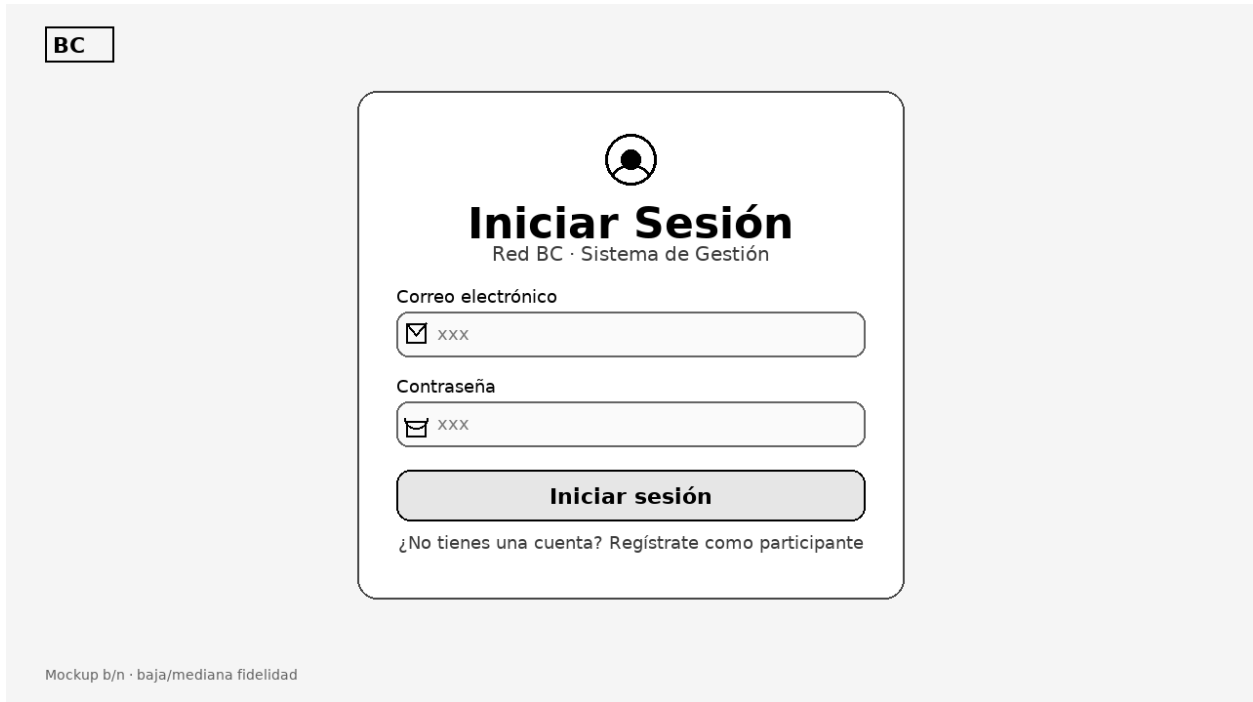 BC
Iniciar Sesión
Red BC · Sistema de Gestión
Correo electrónico
xxx
Contraseña
xxx
Iniciar sesión
¿No tienes una cuenta? Regístrate como participante
Mockup b/n · baja/mediana fidelidad